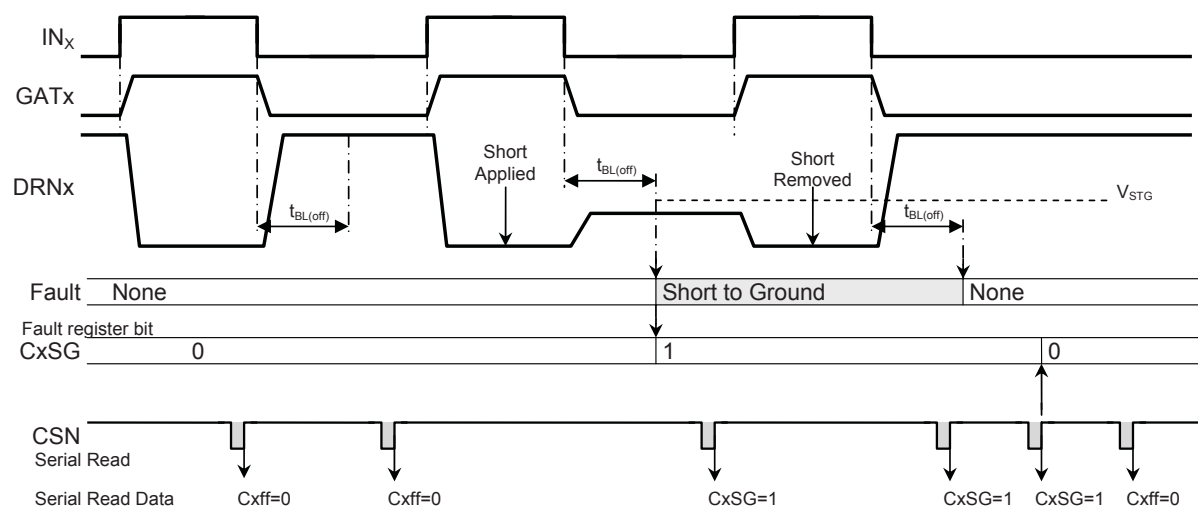 INX
GATx
DRNx
Short
Applied
tBL(off)
Short
Removed
VSTG
tBL(off)
tBL(off)
Fault None Short to Ground None
Fault register bit
CxSG 0 1 0
CSN
Serial Read
Serial Read Data Cxff=0 Cxff=0 CxSG=1 CxSG=1 CxSG=1 Cxff=0